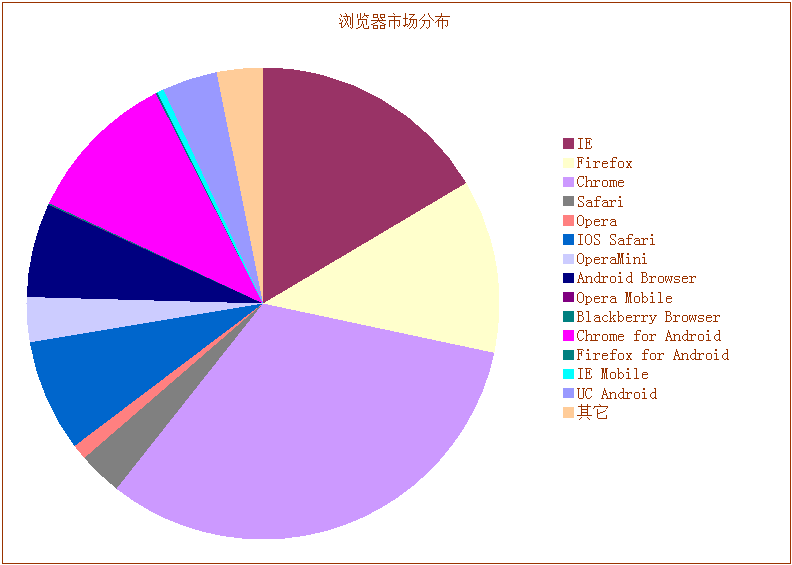 浏览器市场分布
IE
Firefox
Chrome
Safari
Opera
IOS Safari
OperaMini
Android Browser
Opera Mobile
Blackberry Browser
Chrome for Android
Firefox for Android
IE Mobile
UC Android
其它